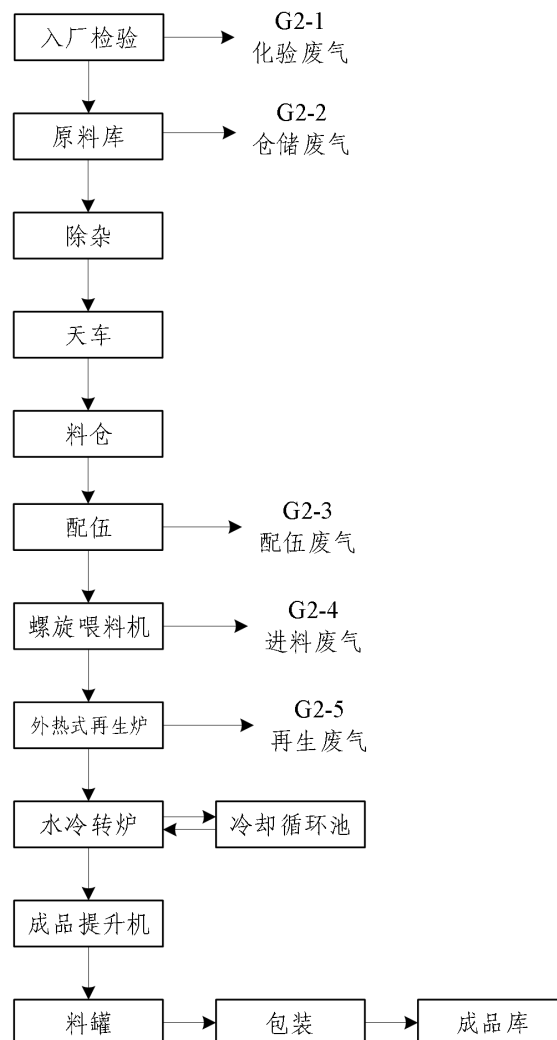 入厂检验
G2-1
化验废气
原料库
G2-2
仓储废气
除杂
天车
料仓
配伍
G2-3
配伍废气
螺旋喂料机
G2-4
进料废气
外热式再生炉
G2-5
再生废气
水冷转炉
冷却循环池
成品提升机
料罐
包装
成品库